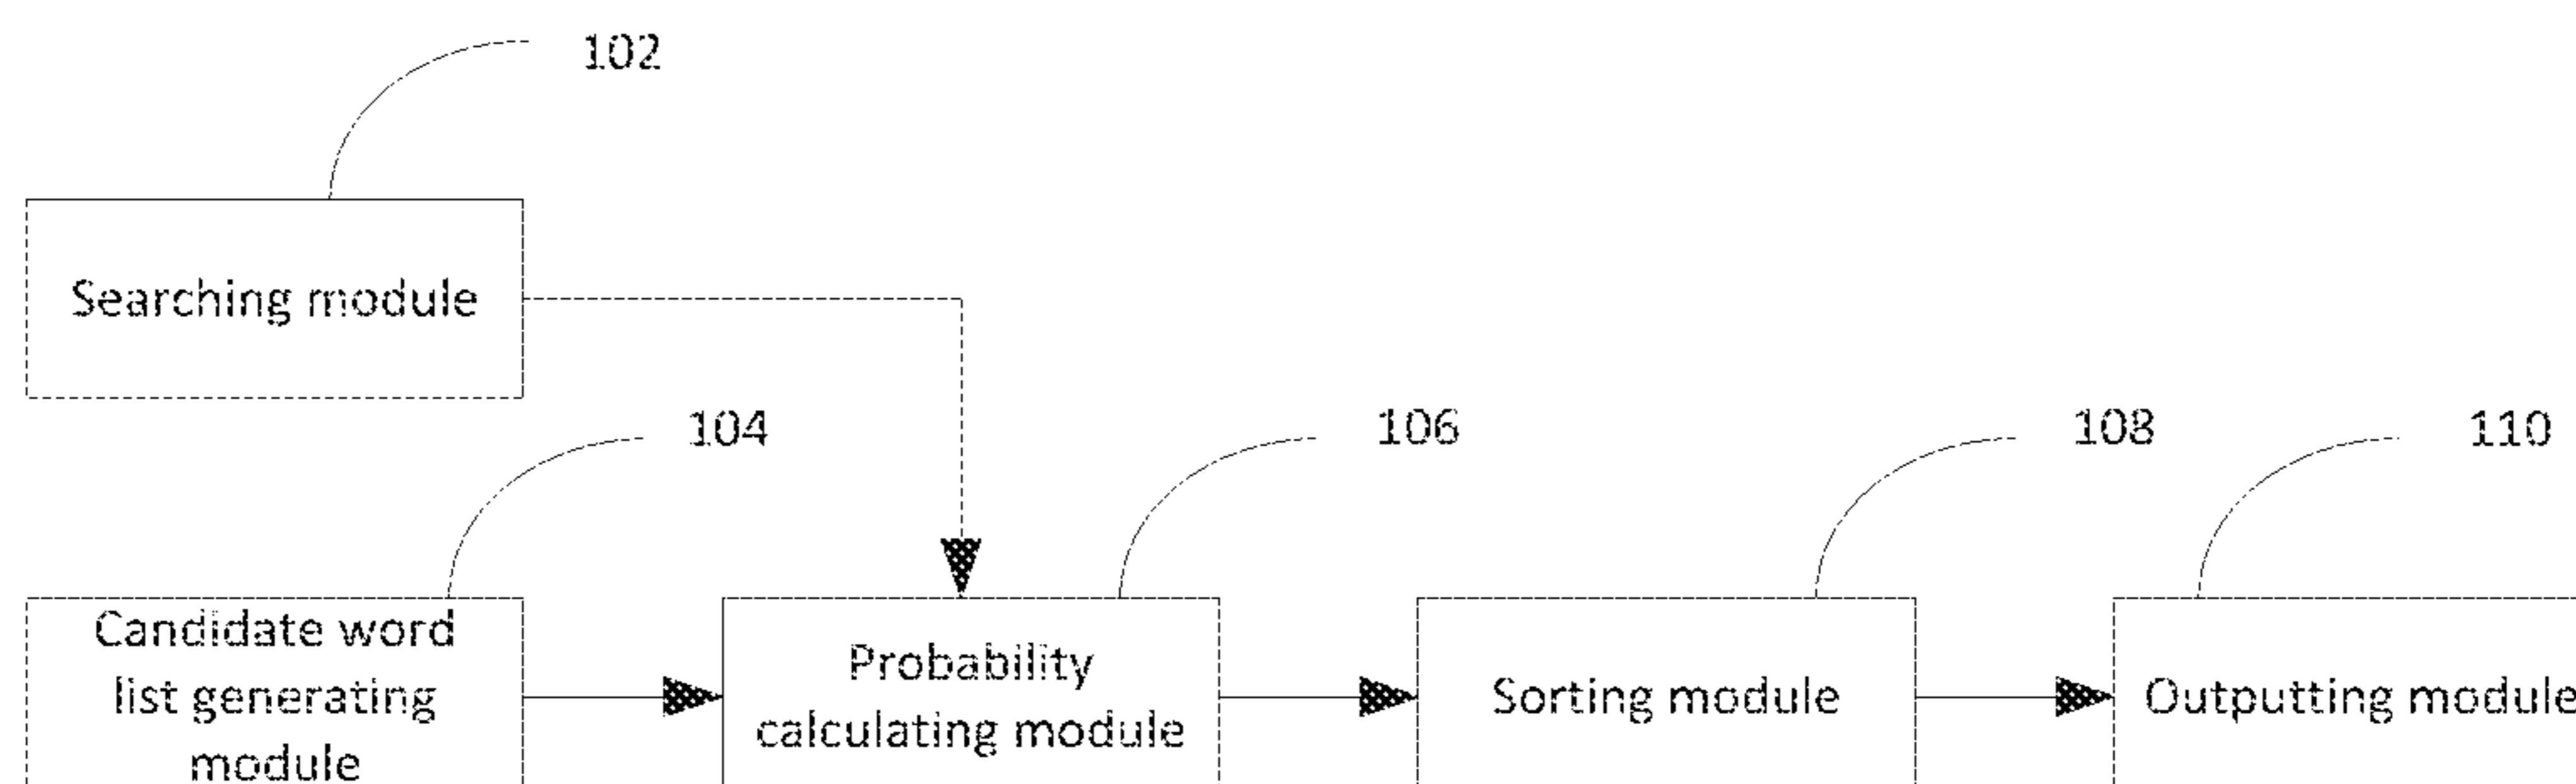 102
Searching module
104
106
108
110
Candidate word
list generating
module
Probability
calculating module
Sorting module
Outputting module